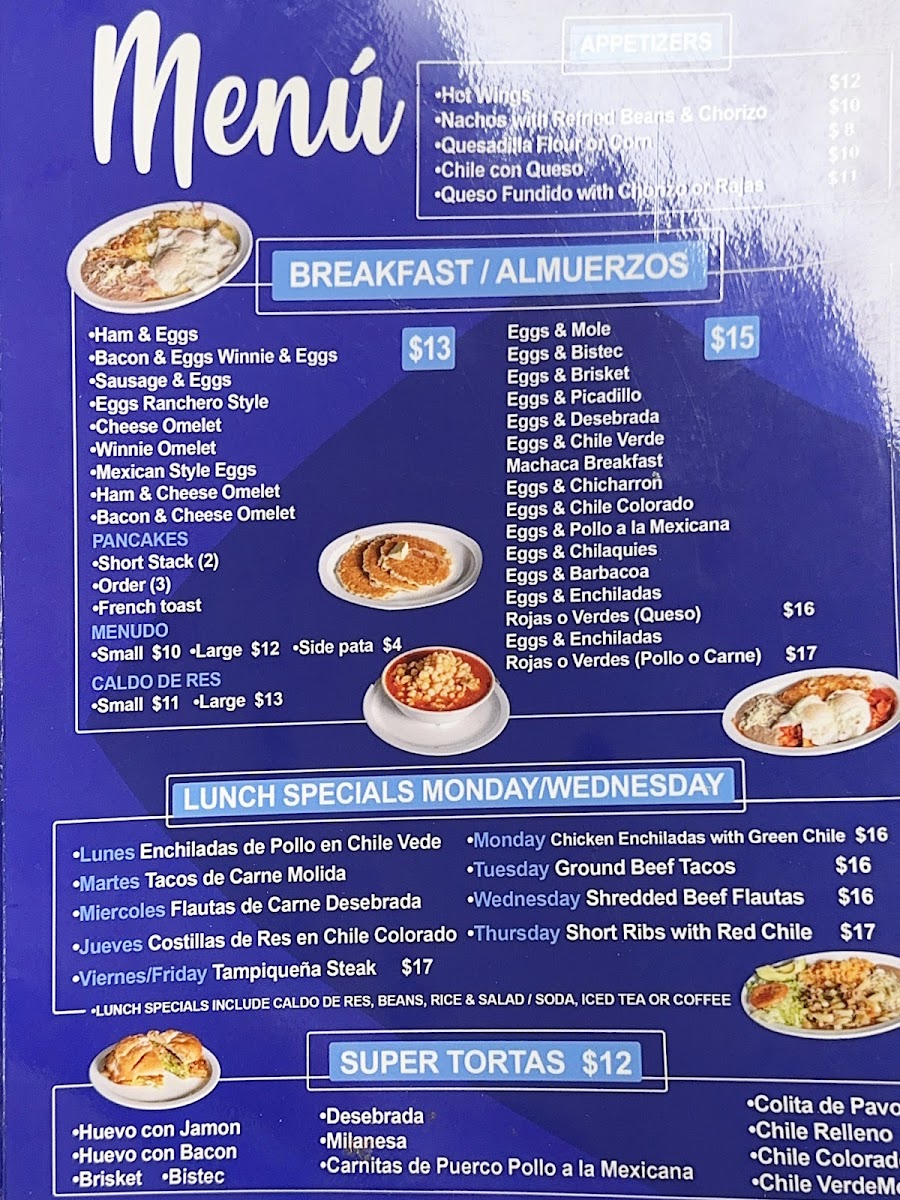 Menú
APPETIZERS
•Hot Wings $12
•Nachos with Refried Beans & Chorizo $10
•Quesadilla Flour or Corn $8
•Chile con Queso $10
•Queso Fundido with Chorizo or Rajas $11
BREAKFAST / ALMUERZOS
$13
•Ham & Eggs
•Bacon & Eggs Winnie & Eggs
•Sausage & Eggs
•Eggs Ranchero Style
•Cheese Omelet
•Winnie Omelet
•Mexican Style Eggs
•Ham & Cheese Omelet
•Bacon & Cheese Omelet
PANCAKES
•Short Stack (2)
•Order (3)
•French toast
MENUDO
•Small $10 •Large $12 •Side pata $4
CALDO DE RES
•Small $11 •Large $13
$15
Eggs & Mole
Eggs & Bistec
Eggs & Brisket
Eggs & Picadillo
Eggs & Desebrada
Eggs & Chile Verde
Machaca Breakfast
Eggs & Chicharron
Eggs & Chile Colorado
Eggs & Pollo a la Mexicana
Eggs & Chilaquies
Eggs & Barbacoa
Eggs & Enchiladas
Rojas o Verdes (Queso) $16
Eggs & Enchiladas
Rojas o Verdes (Pollo o Carne) $17
LUNCH SPECIALS MONDAY/WEDNESDAY
•Lunes Enchiladas de Pollo en Chile Vede
•Martes Tacos de Carne Molida
•Miercoles Flautas de Carne Desebrada
•Jueves Costillas de Res en Chile Colorado
•Viernes/Friday Tampiqueña Steak $17
•Monday Chicken Enchiladas with Green Chile $16
•Tuesday Ground Beef Tacos $16
•Wednesday Shredded Beef Flautas $16
•Thursday Short Ribs with Red Chile $17
•LUNCH SPECIALS INCLUDE CALDO DE RES, BEANS, RICE & SALAD / SODA, ICED TEA OR COFFEE
SUPER TORTAS $12
•Huevo con Jamon
•Huevo con Bacon
•Brisket •Bistec
•Desebrada
•Milanesa
•Carnitas de Puerco Pollo a la Mexicana
•Colita de Pavo
•Chile Relleno
•Chile Colorad
•Chile VerdeMo